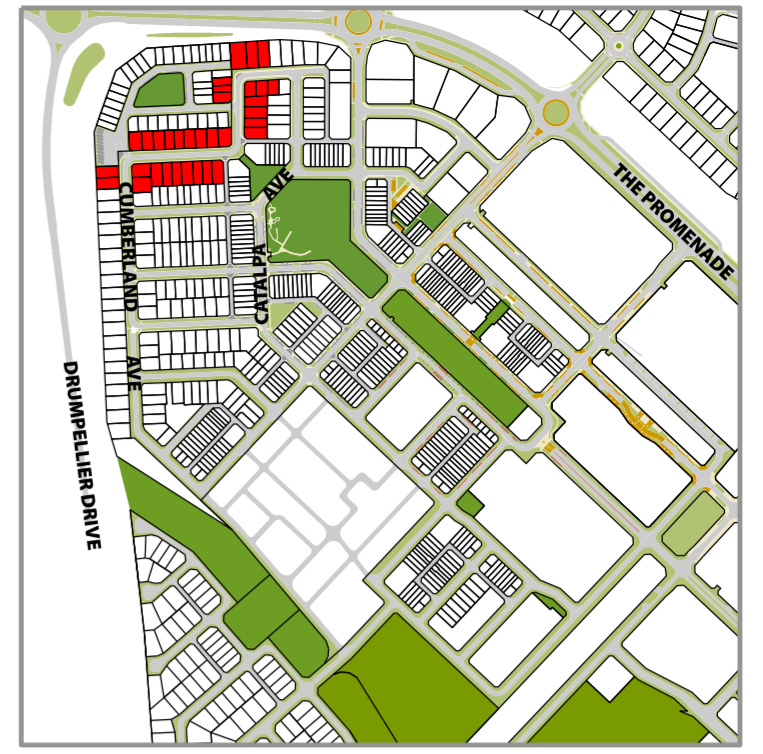 THE PROMENADE
AVE
CUMBERLAND
CATALPA
AVE
DRUMPELLIER DRIVE